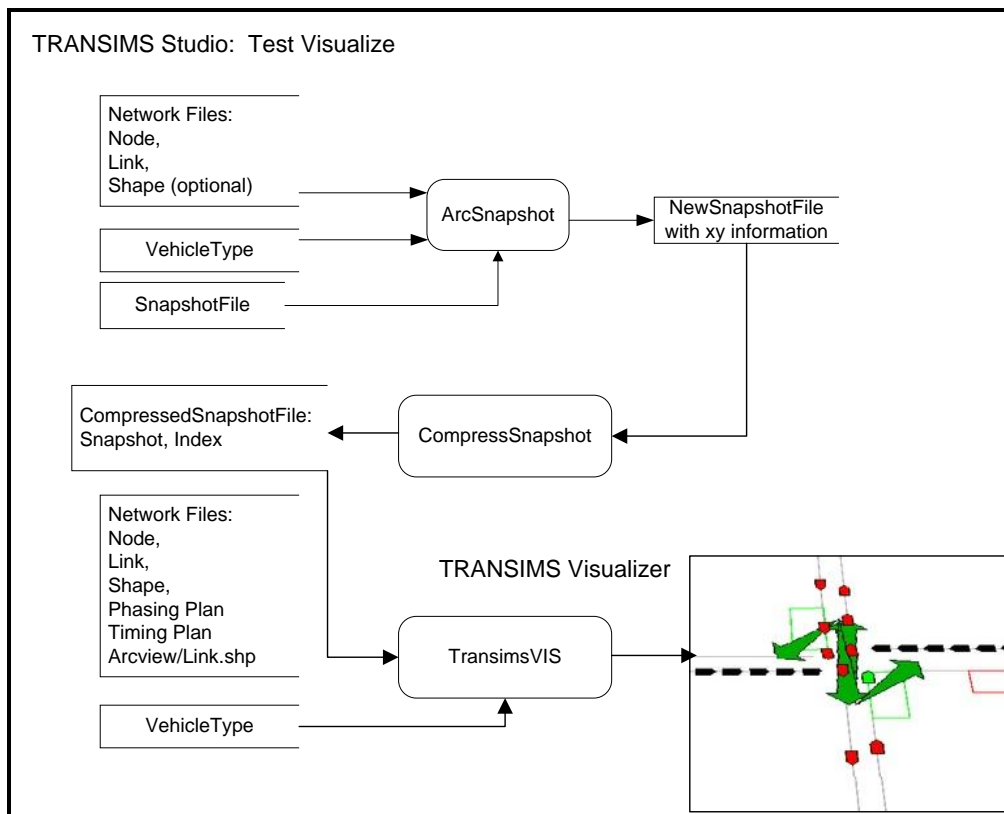 TRANSIMS Studio:  Test Visualize
Network Files:
Node,
Link,
Shape (optional)
VehicleType
SnapshotFile
ArcSnapshot
NewSnapshotFile
with xy information
CompressedSnapshotFile:
Snapshot, Index
CompressSnapshot
Network Files:
Node,
Link,
Shape,
Phasing Plan
Timing Plan
Arcview/Link.shp
VehicleType
TRANSIMS Visualizer
TransimsVIS